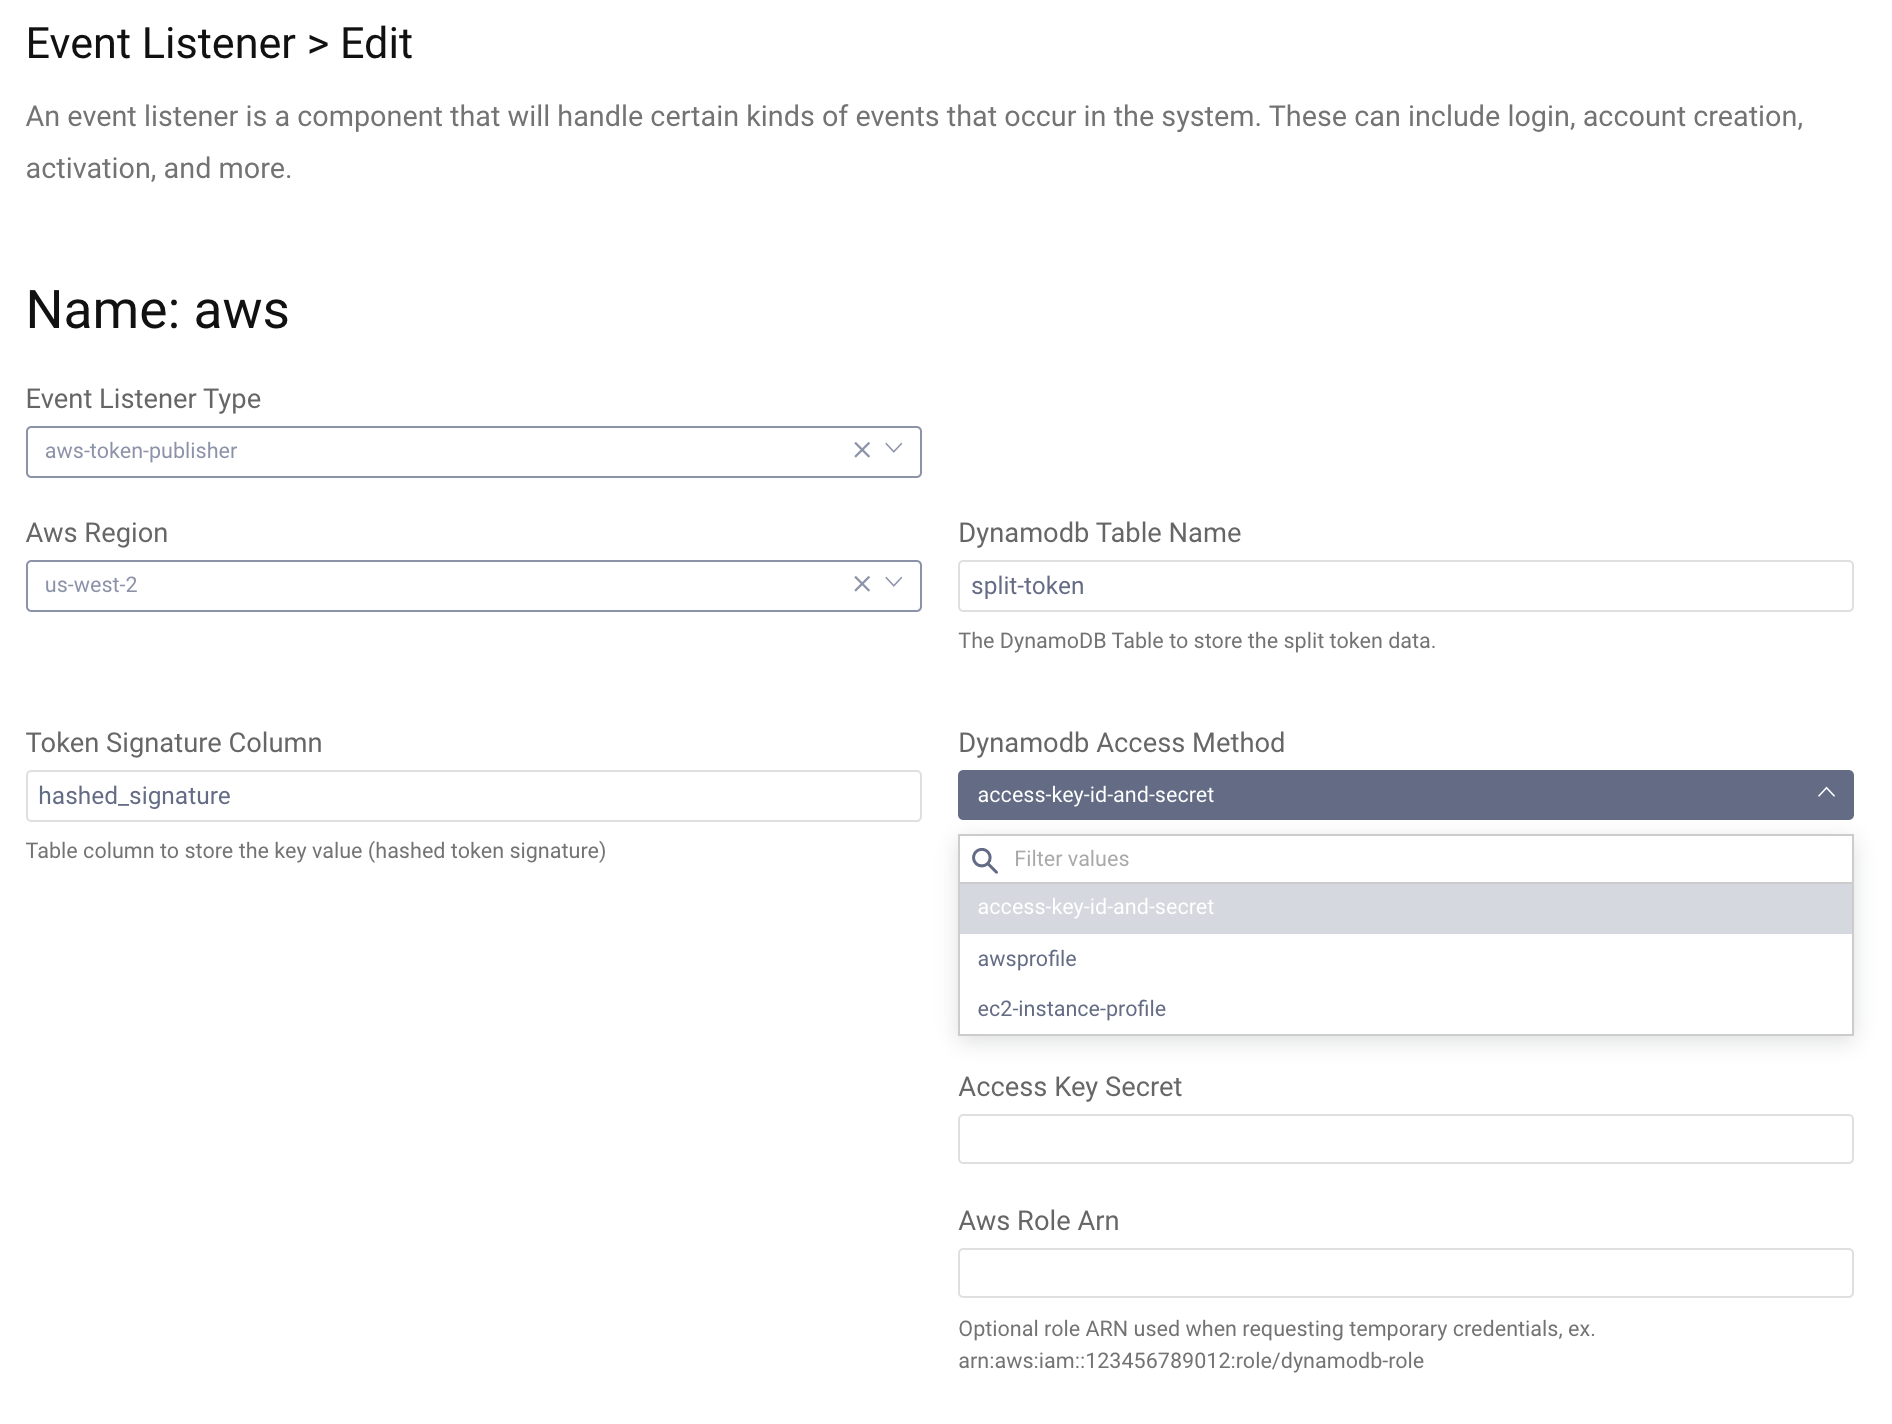 Event Listener > Edit
An event listener is a component that will handle certain kinds of events that occur in the system. These can include login, account creation,
activation, and more.
Name: aws
Event Listener Type
aws-token-publisher
Aws Region
us-west-2
Dynamodb Table Name
split-token
The DynamoDB Table to store the split token data.
Token Signature Column
hashed_signature
Table column to store the key value (hashed token signature)
Dynamodb Access Method
access-key-id-and-secret
Filter values
access-key-id-and-secret
awsprofile
ec2-instance-profile
Access Key Secret
Aws Role Arn
Optional role ARN used when requesting temporary credentials, ex.
arn:aws:iam::123456789012:role/dynamodb-role